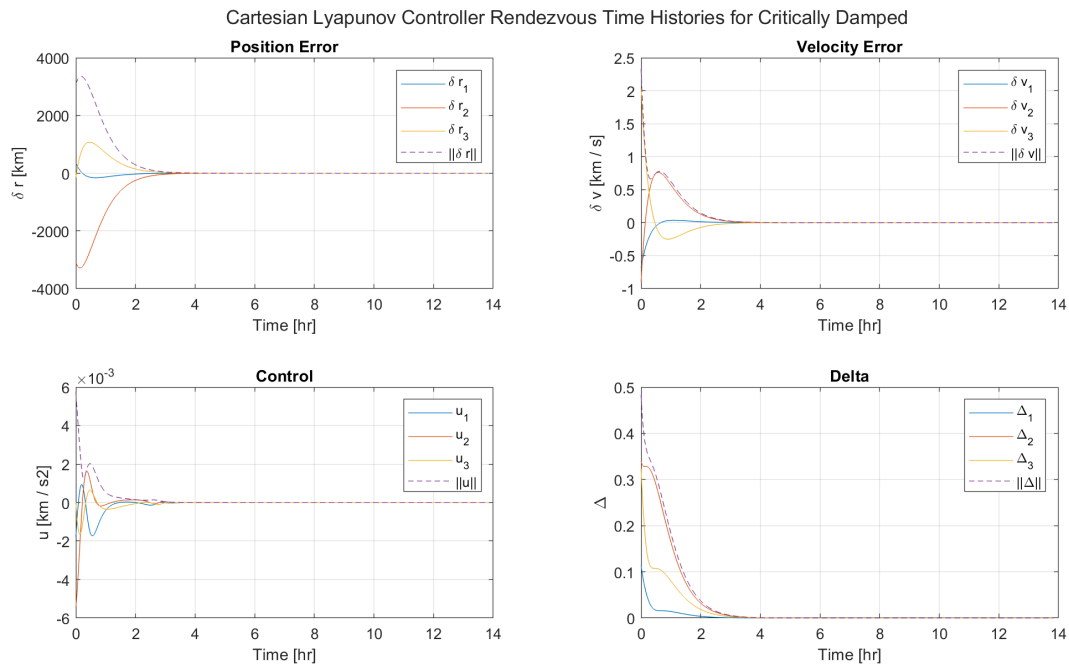 Cartesian Lyapunov Controller Rendezvous Time Histories for Critically Damped
Position Error
4000
2000
0
-2000
-4000
δ r [km]
0 2 4 6 8 10 12 14
Time [hr]
δ r1
δ r2
δ r3
||δ r||
Velocity Error
2.5
2
1.5
1
0.5
0
-0.5
-1
δ v [km / s]
0 2 4 6 8 10 12 14
Time [hr]
δ v1
δ v2
δ v3
||δ v||
Control
×10-3
6
4
2
0
-2
-4
-6
u [km / s2]
0 2 4 6 8 10 12 14
Time [hr]
u1
u2
u3
||u||
Delta
0.5
0.4
0.3
0.2
0.1
0
Δ
0 2 4 6 8 10 12 14
Time [hr]
Δ1
Δ2
Δ3
||Δ||